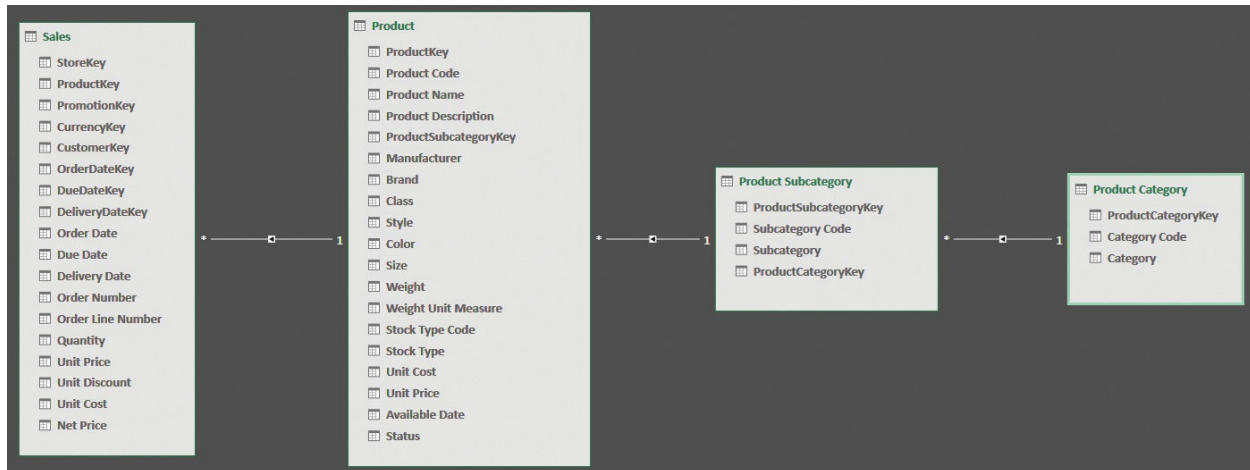 Sales
StoreKey
ProductKey
PromotionKey
CurrencyKey
CustomerKey
OrderDateKey
DueDateKey
DeliveryDateKey
Order Date
Due Date
Delivery Date
Order Number
Order Line Number
Quantity
Unit Price
Unit Discount
Unit Cost
Net Price
* 1
Product
ProductKey
Product Code
Product Name
Product Description
ProductSubcategoryKey
Manufacturer
Brand
Class
Style
Color
Size
Weight
Weight Unit Measure
Stock Type Code
Stock Type
Unit Cost
Unit Price
Available Date
Status
* 1
Product Subcategory
ProductSubcategoryKey
Subcategory Code
Subcategory
ProductCategoryKey
* 1
Product Category
ProductCategoryKey
Category Code
Category